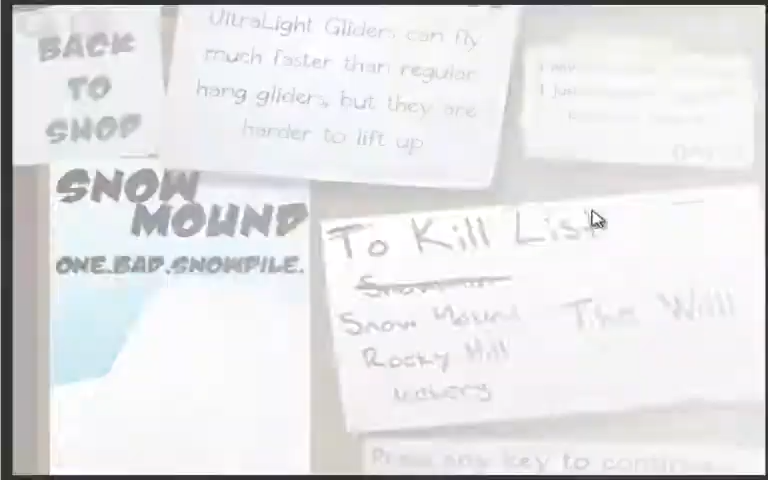 BACK
TO
SHOP
UltraLight Gliders can fly
much faster than regular
hang gliders, but they are
harder to lift up
I just
SNOW
MOUND
ONE.BAD.SNOWPILE.
To Kill List
Snow Mound
The Wall
Rocky Hill
Iceberg
Press any key to continue